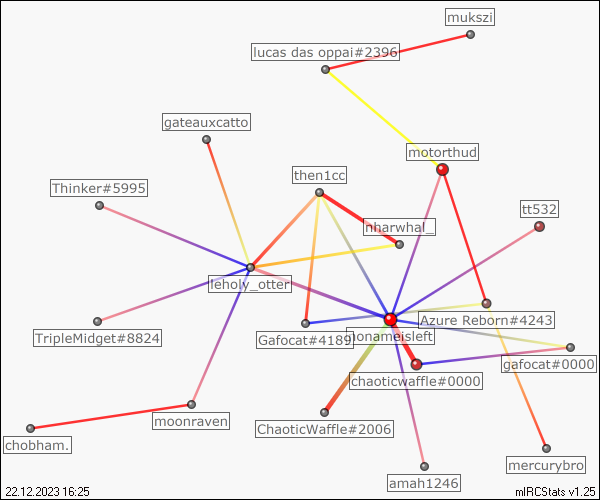 mukszi
lucas das oppai#2396
gateauxcatto
motorthud
then1cc
Thinker#5995
tt532
nharwhal_
leholy_otter
Azure Reborn#4243
TripleMidget#8824
Gafocat#4189
nonameisleft
gafocat#0000
chaoticwaffle#0000
moonraven
ChaoticWaffle#2006
chobham.
mercurybro
amah1246
22.12.2023 16:25
mIRCStats v1.25